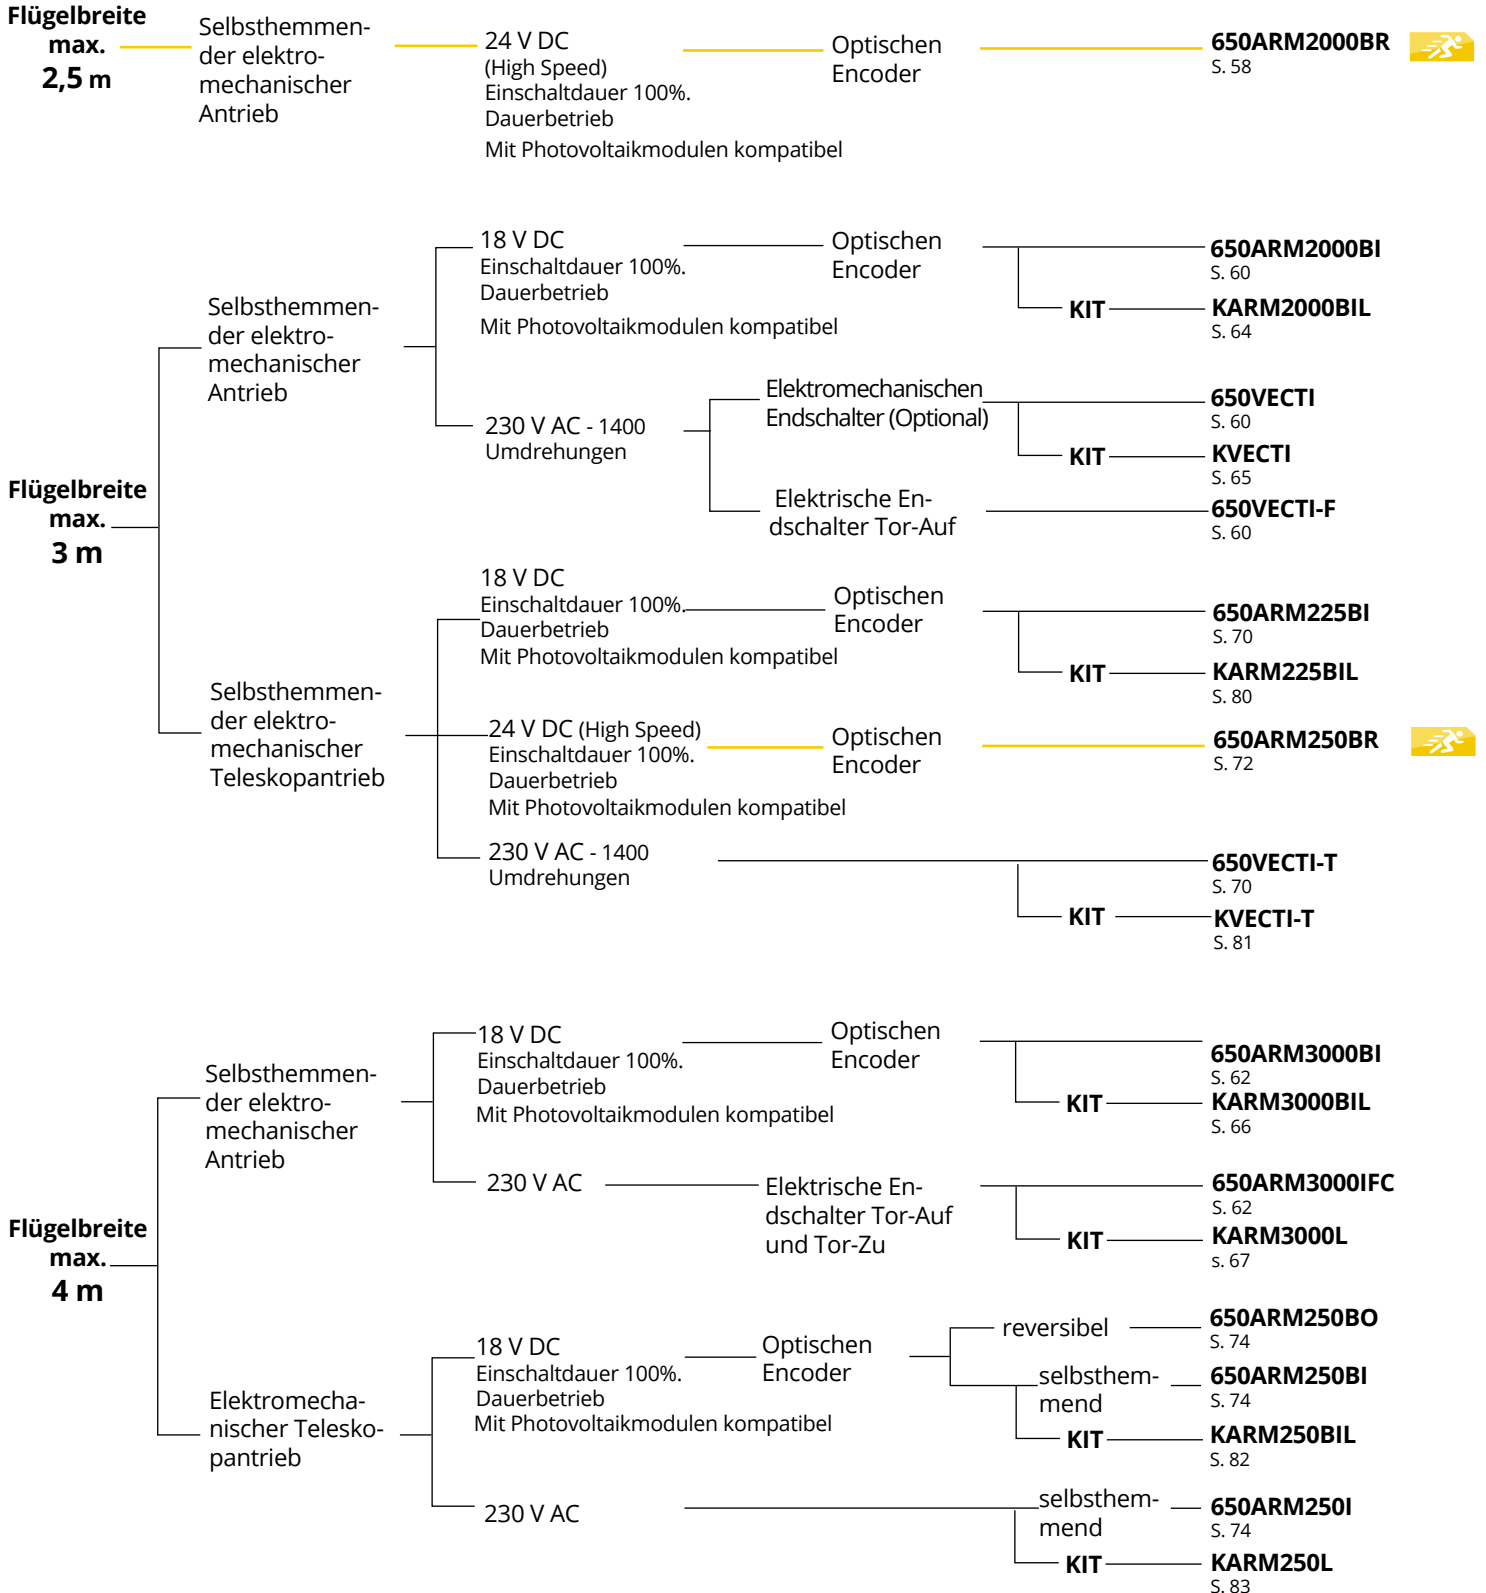 Flügelbreite
max.
2,5 m
Selbsthemmen-
der elektro-
mechanischer
Antrieb
24 V DC
(High Speed)
Einschaltdauer 100%.
Dauerbetrieb
Mit Photovoltaikmodulen kompatibel
Optischen
Encoder
650ARM2000BR
S. 58
Flügelbreite
max.
3 m
Selbsthemmen-
der elektro-
mechanischer
Antrieb
18 V DC
Einschaltdauer 100%.
Dauerbetrieb
Mit Photovoltaikmodulen kompatibel
Optischen
Encoder
650ARM2000BI
S. 60
KIT
KARM2000BIL
S. 64
230 V AC - 1400
Umdrehungen
Elektromechanischen
Endschalter (Optional)
650VECTI
S. 60
KIT
KVECTI
S. 65
Elektrische En-
dschalter Tor-Auf
650VECTI-F
S. 60
Selbsthemmen-
der elektro-
mechanischer
Teleskopantrieb
18 V DC
Einschaltdauer 100%.
Dauerbetrieb
Mit Photovoltaikmodulen kompatibel
Optischen
Encoder
650ARM225BI
S. 70
KIT
KARM225BIL
S. 80
24 V DC (High Speed)
Einschaltdauer 100%.
Dauerbetrieb
Mit Photovoltaikmodulen kompatibel
Optischen
Encoder
650ARM250BR
S. 72
230 V AC - 1400
Umdrehungen
650VECTI-T
S. 70
KIT
KVECTI-T
S. 81
Flügelbreite
max.
4 m
Selbsthemmen-
der elektro-
mechanischer
Antrieb
18 V DC
Einschaltdauer 100%.
Dauerbetrieb
Mit Photovoltaikmodulen kompatibel
Optischen
Encoder
650ARM3000BI
S. 62
KIT
KARM3000BIL
S. 66
230 V AC
Elektrische En-
dschalter Tor-Auf
und Tor-Zu
650ARM3000IFC
S. 62
KIT
KARM3000L
s. 67
Elektromecha-
nischer Telesko-
pantrieb
18 V DC
Einschaltdauer 100%.
Dauerbetrieb
Mit Photovoltaikmodulen kompatibel
Optischen
Encoder
reversibel
650ARM250BO
S. 74
selbsthem-
mend
650ARM250BI
S. 74
KIT
KARM250BIL
S. 82
230 V AC
selbsthem-
mend
650ARM250I
S. 74
KIT
KARM250L
S. 83